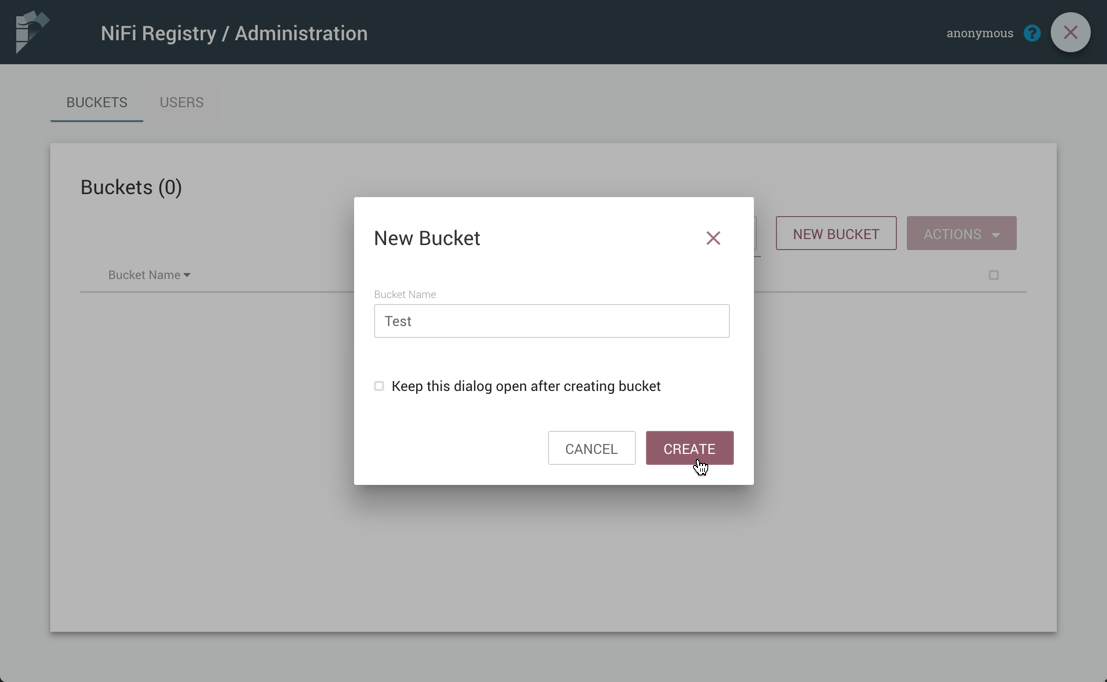 NiFi Registry / Administration
anonymous ?
BUCKETS USERS
Buckets (0)
NEW BUCKET ACTIONS
Bucket Name
New Bucket
Bucket Name
Test
Keep this dialog open after creating bucket
CANCEL CREATE